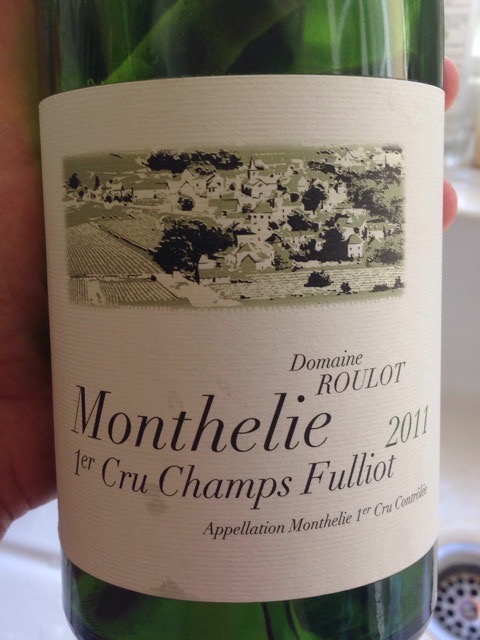 Domaine
ROULOT
Monthelie 2011
1er Cru Champs Fulliot
Appellation Monthelie 1er Cru Contrôlée